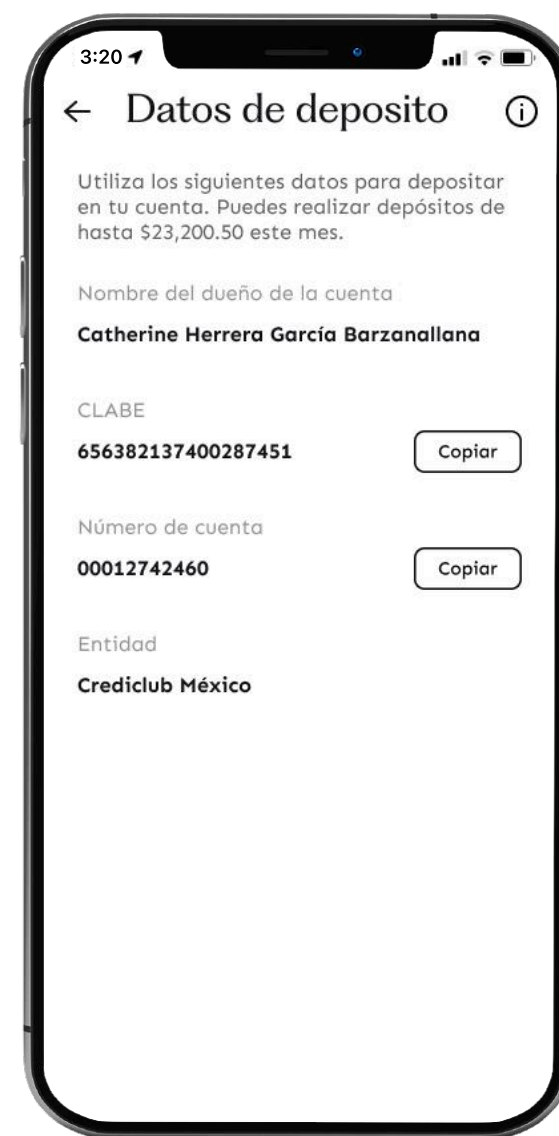 3:20
Datos de deposito
Utiliza los siguientes datos para depositar
en tu cuenta. Puedes realizar depósitos de
hasta $23,200.50 este mes.
Nombre del dueño de la cuenta
Catherine Herrera García Barzanallana
CLABE
656382137400287451
Copiar
Número de cuenta
00012742460
Copiar
Entidad
Crediclub México